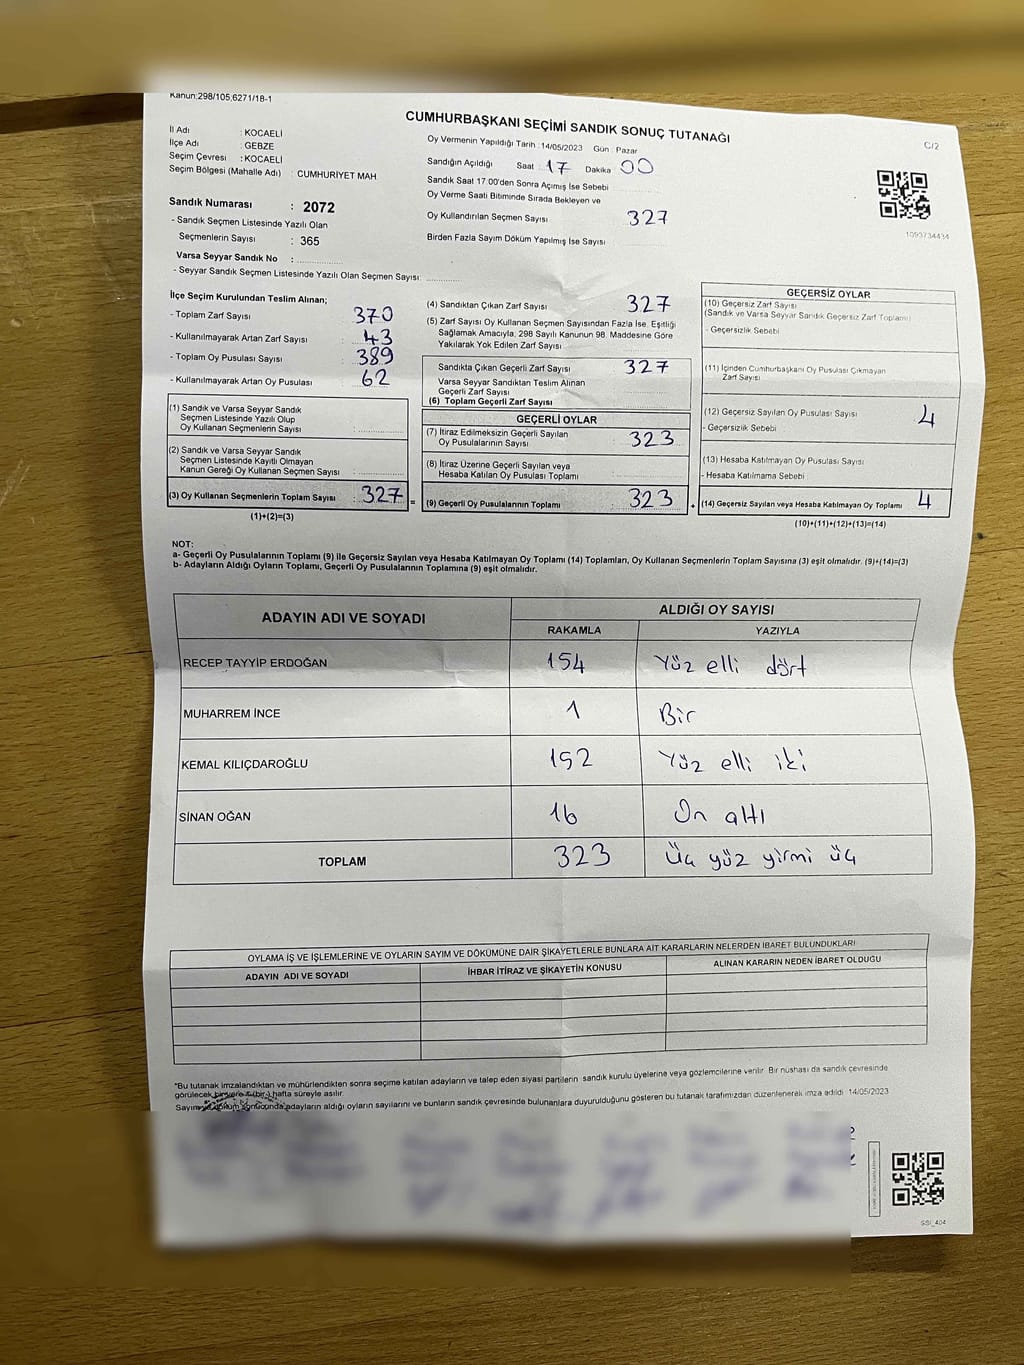 Kanun:298/105;6271/18-1
CUMHURBAŞKANI SEÇİMİ SANDIK SONUÇ TUTANAĞI
C/2
İl Adı : KOCAELİ
İlçe Adı : GEBZE
Seçim Çevresi : KOCAELİ
Seçim Bölgesi (Mahalle Adı) : CUMHURİYET MAH
Sandık Numarası : 2072
- Sandık Seçmen Listesinde Yazılı Olan
Seçmenlerin Sayısı : 365
Varsa Seyyar Sandık No :
- Seyyar Sandık Seçmen Listesinde Yazılı Olan Seçmen Sayısı:
Oy Vermenin Yapıldığı Tarih :14/05/2023 Gün : Pazar
Sandığın Açıldığı Saat 17 Dakika 00
Sandık Saat 17:00'den Sonra Açımış İse Sebebi
Oy Verme Saati Bitiminde Sırada Bekleyen ve
Oy Kullandırılan Seçmen Sayısı 327
Birden Fazla Sayım Döküm Yapılmış İse Sayısı
1093734434
İlçe Seçim Kurulundan Teslim Alınan;
- Toplam Zarf Sayısı : 370
- Kullanılmayarak Artan Zarf Sayısı : 43
- Toplam Oy Pusulası Sayısı : 389
- Kullanılmayarak Artan Oy Pusulası : 62
(1) Sandık ve Varsa Seyyar Sandık
Seçmen Listesinde Yazılı Olup
Oy Kullanan Seçmenlerin Sayısı :
(2) Sandık ve Varsa Seyyar Sandık
Seçmen Listesinde Kayıtlı Olmayan
Kanun Gereği Oy Kullanan Seçmen Sayısı :
(3) Oy Kullanan Seçmenlerin Toplam Sayısı : 327 =
(1)+(2)=(3)
(4) Sandıktan Çıkan Zarf Sayısı 327
(5) Zarf Sayısı Oy Kullanan Seçmen Sayısından Fazla İse, Eşitliği
Sağlamak Amacıyla; 298 Sayılı Kanunun 98. Maddesine Göre
Yakılarak Yok Edilen Zarf Sayısı
Sandıkta Çıkan Geçerli Zarf Sayısı 327
Varsa Seyyar Sandıktan Teslim Alınan
Geçerli Zarf Sayısı
(6) Toplam Geçerli Zarf Sayısı
GEÇERLİ OYLAR
(7) İtiraz Edilmeksizin Geçerli Sayılan
Oy Pusulalarının Sayısı 323
(8) İtiraz Üzerine Geçerli Sayılan veya
Hesaba Katılan Oy Pusulası Toplamı
(9) Geçerli Oy Pusulalarının Toplamı 323
GEÇERSİZ OYLAR
(10) Geçersiz Zarf Sayısı
(Sandık ve Varsa Seyyar Sandık Geçersiz Zarf Toplamı)
- Geçersizlik Sebebi
(11) İçinden Cumhurbaşkanı Oy Pusulası Çıkmayan
Zarf Sayısı
(12) Geçersiz Sayılan Oy Pusulası Sayısı 4
- Geçersizlik Sebebi
(13) Hesaba Katılmayan Oy Pusulası Sayısı
- Hesaba Katılmama Sebebi
(14) Geçersiz Sayılan veya Hesaba Katılmayan Oy Toplamı 4
(10)+(11)+(12)+(13)=(14)
NOT:
a- Geçerli Oy Pusulalarının Toplamı (9) ile Geçersiz Sayılan veya Hesaba Katılmayan Oy Toplamı (14) Toplamları, Oy Kullanan Seçmenlerin Toplam Sayısına (3) eşit olmalıdır. (9)+(14)=(3)
b- Adayların Aldığı Oyların Toplamı, Geçerli Oy Pusulalarının Toplamına (9) eşit olmalıdır.
ADAYIN ADI VE SOYADI ALDIĞI OY SAYISI
RAKAMLA YAZIYLA
RECEP TAYYİP ERDOĞAN 154 Yüz elli dört
MUHARREM İNCE 1 Bir
KEMAL KILIÇDAROĞLU 152 Yüz elli iki
SİNAN OĞAN 16 On altı
TOPLAM 323 Üç yüz yirmi üç
OYLAMA İŞ VE İŞLEMLERİNE VE OYLARIN SAYIM VE DÖKÜMÜNE DAİR ŞİKAYETLERLE BUNLARA AİT KARARLARIN NELERDEN İBARET BULUNDUKLARI
ADAYIN ADI VE SOYADI İHBAR İTİRAZ VE ŞİKAYETİN KONUSU ALINAN KARARIN NEDEN İBARET OLDUĞU
*Bu tutanak imzalandıktan ve mühürlendikten sonra seçime katılan adayların ve talep eden siyasi partilerin sandık kurulu üyelerine veya gözlemcilerine verilir. Bir nüshası da sandık çevresinde
görülecek bir yere (bir) hafta süreyle asılır.
Sayım ve döküm sonucunda adayların aldığı oyların sayılarını ve bunların sandık çevresinde bulunanlara duyurulduğunu gösteren bu tutanak tarafımızdan düzenlenerek imza edildi. 14/05/2023
SSI_404